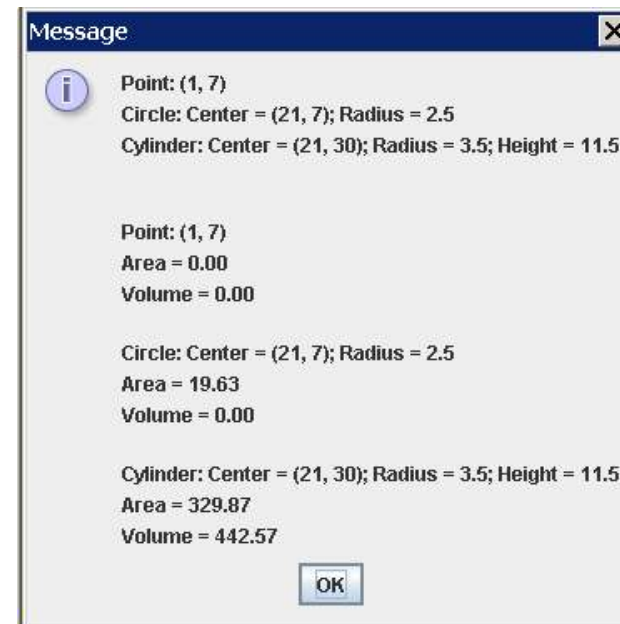 Message
Point: (1, 7)
Circle: Center = (21, 7); Radius = 2.5
Cylinder: Center = (21, 30); Radius = 3.5; Height = 11.5
Point: (1, 7)
Area = 0.00
Volume = 0.00
Circle: Center = (21, 7); Radius = 2.5
Area = 19.63
Volume = 0.00
Cylinder: Center = (21, 30); Radius = 3.5; Height = 11.5
Area = 329.87
Volume = 442.57
OK